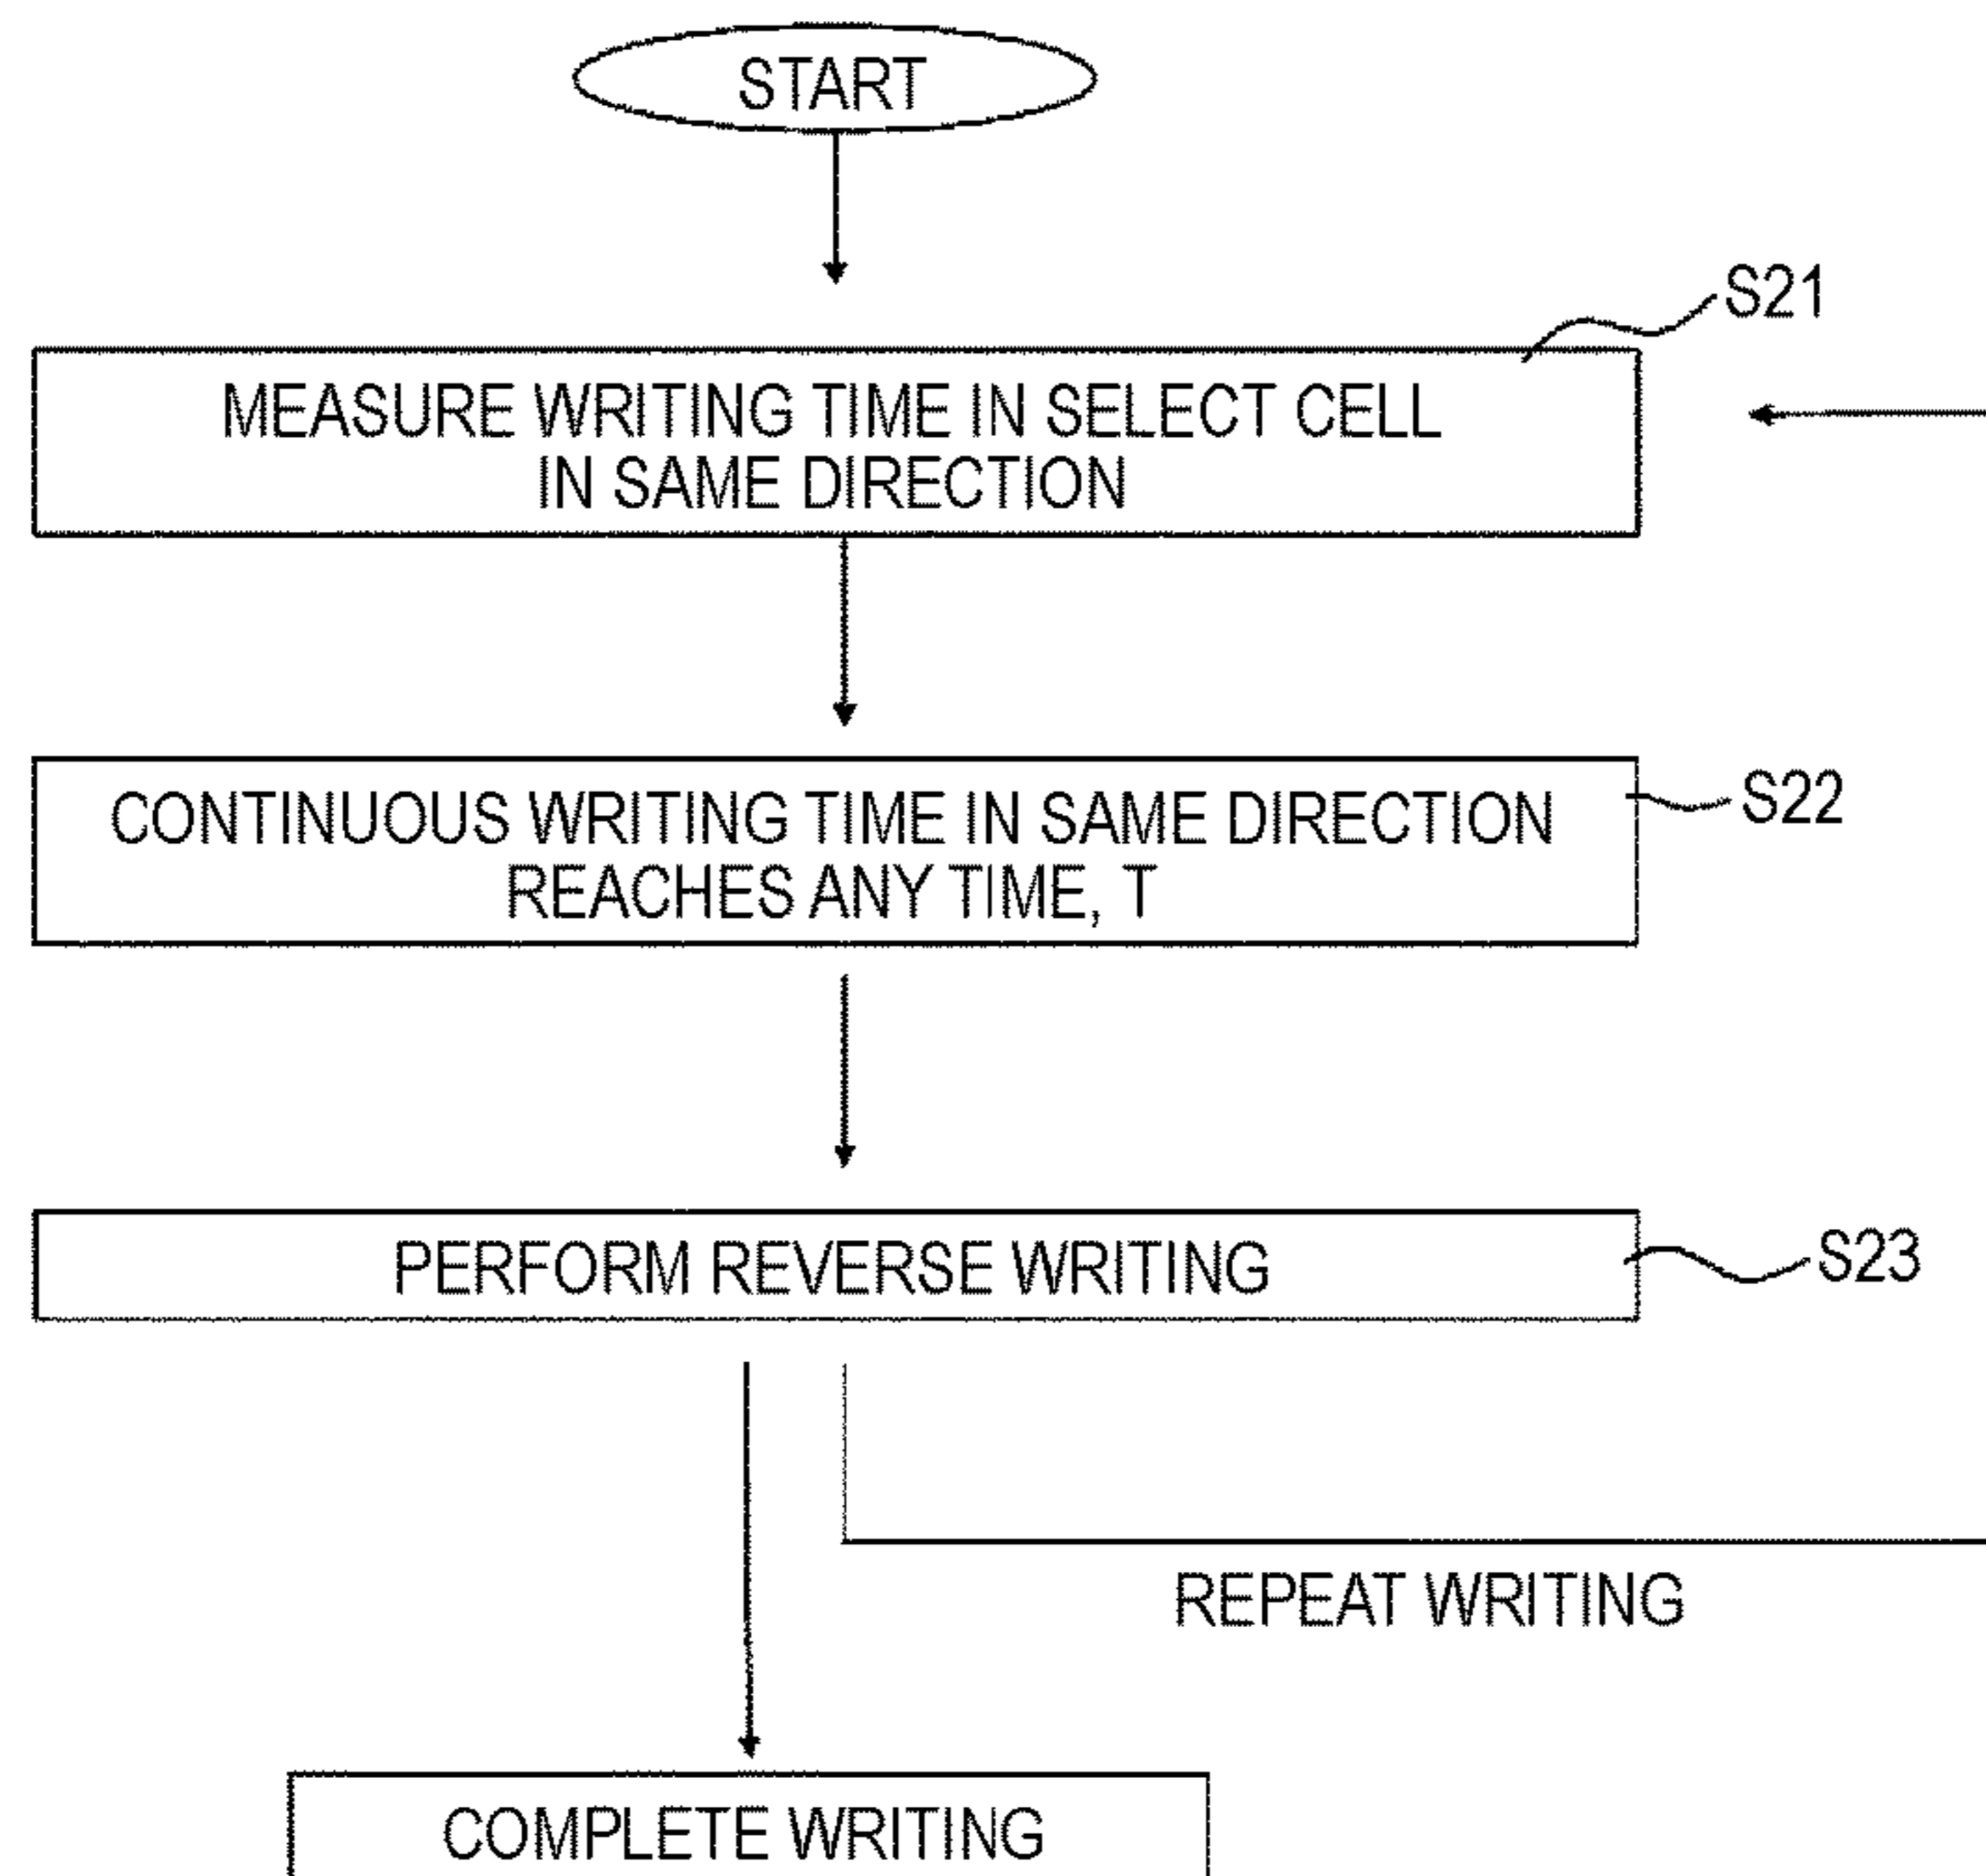 START
S21
MEASURE WRITING TIME IN SELECT CELL
IN SAME DIRECTION
CONTINUOUS WRITING TIME IN SAME DIRECTION
REACHES ANY TIME, T
S22
PERFORM REVERSE WRITING
S23
REPEAT WRITING
COMPLETE WRITING